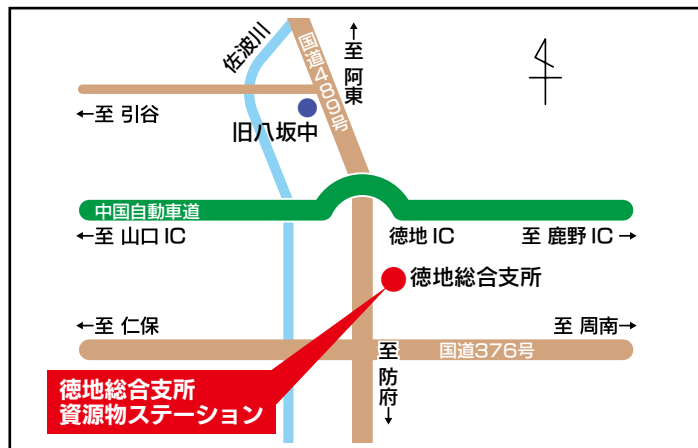 佐波川
国道489号
↑至 阿東
←至 引谷
旧八坂中
中国自動車道
←至 山口 IC
徳地 IC
至 鹿野 IC→
徳地総合支所
←至 仁保
至 周南→
国道376号
至 防府↓
徳地総合支所
資源物ステーション